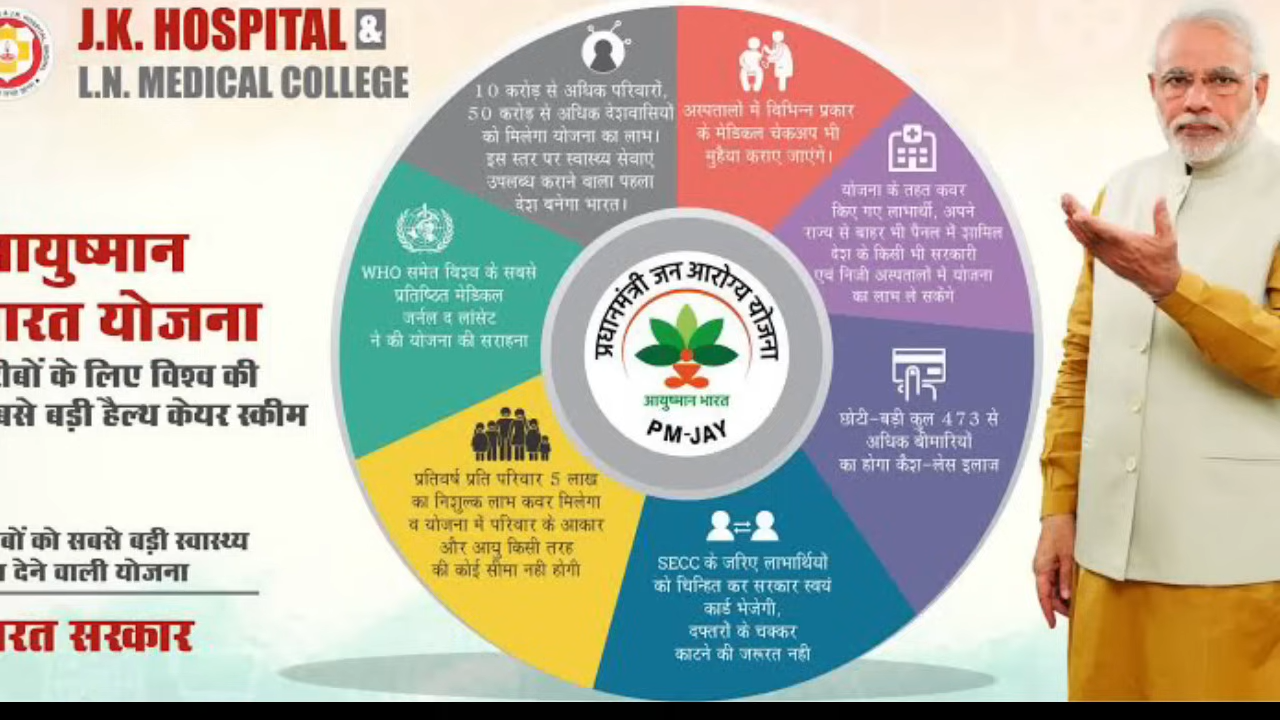 J.K. HOSPITAL &
L.N. MEDICAL COLLEGE
युष्मान
रत योजना
बों के लिए विश्व की
से बड़ी हैल्थ केयर स्कीम
बों को सबसे बड़ी स्वास्थ्य
देने वाली योजना
रत सरकार
10 करोड़ से अधिक परिवारों,
50 करोड़ से अधिक देशवासियों
को मिलेगा योजना का लाभ।
इस स्तर पर स्वास्थ्य सेवाएं
उपलब्ध कराने वाला पहला
देश बनेगा भारत।
अस्पतालों में विभिन्न प्रकार
के मेडिकल चेकअप भी
मुहैया कराए जाएंगे।
योजना के तहत कवर
किए गए लाभार्थी, अपने
राज्य से बाहर भी पैनल में शामिल
देश के किसी भी सरकारी
एवं निजी अस्पतालों में योजना
का लाभ ले सकेंगे
छोटी-बड़ी कुल 473 से
अधिक बीमारियों
का होगा कैश-लेस इलाज
SECC के जरिए लाभार्थियों
को चिन्हित कर सरकार स्वयं
कार्ड भेजेगी,
दफ्तरों के चक्कर
काटने की जरूरत नही
प्रतिवर्ष प्रति परिवार 5 लाख
का निशुल्क लाभ कवर मिलेगा
व योजना में परिवार के आकार
और आयु किसी तरह
की कोई सीमा नही होगी
WHO समेत विश्व के सबसे
प्रतिष्ठित मेडिकल
जर्नल द लांसेट
ने की योजना की सराहना
प्रधानमंत्री जन आरोग्य योजना
आयुष्मान भारत
PM-JAY